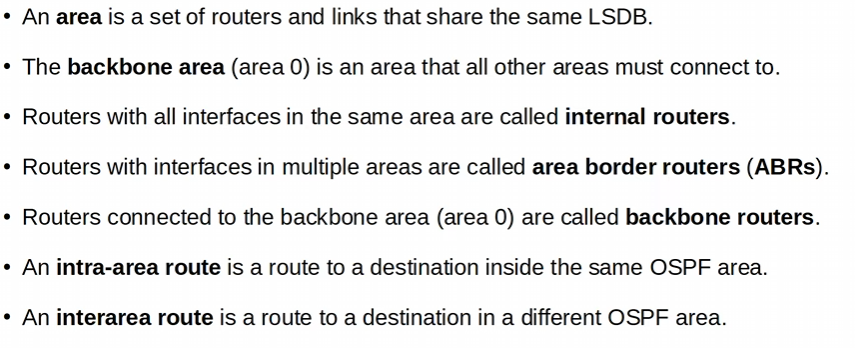 • An area is a set of routers and links that share the same LSDB.
• The backbone area (area 0) is an area that all other areas must connect to.
• Routers with all interfaces in the same area are called internal routers.
• Routers with interfaces in multiple areas are called area border routers (ABRs).
• Routers connected to the backbone area (area 0) are called backbone routers.
• An intra-area route is a route to a destination inside the same OSPF area.
• An interarea route is a route to a destination in a different OSPF area.